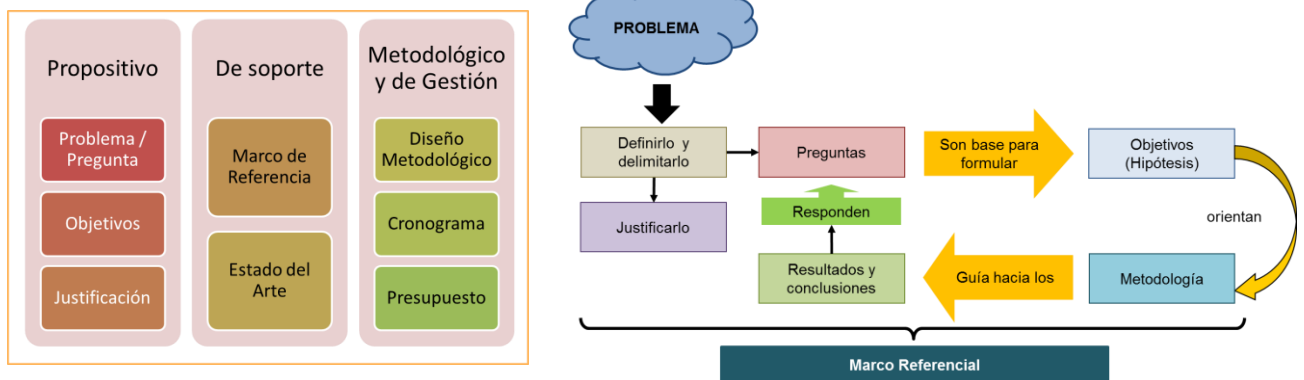 Propositivo
Problema /
Pregunta
Objetivos
Justificación
De soporte
Marco de
Referencia
Estado del
Arte
Metodológico
y de Gestión
Diseño
Metodológico
Cronograma
Presupuesto
PROBLEMA
Definirlo y
delimitarlo
Justificarlo
Preguntas
Son base para
formular
Objetivos
(Hipótesis)
orientan
Metodología
Guía hacia los
Resultados y
conclusiones
Responden
Marco Referencial